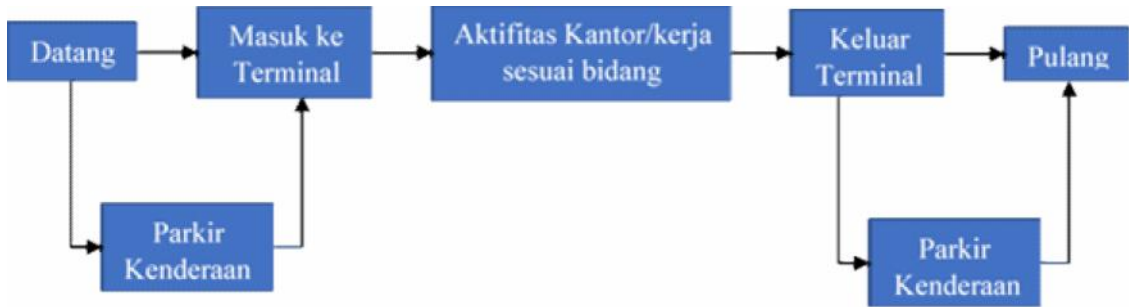 Datang
Masuk ke
Terminal
Aktifitas Kantor/kerja
sesuai bidang
Keluar
Terminal
Pulang
Parkir
Kenderaan
Parkir
Kenderaan